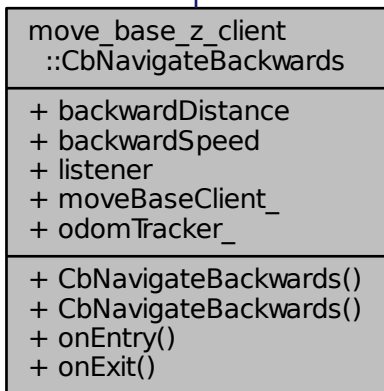 move_base_z_client
::CbNavigateBackwards
+ backwardDistance
+ backwardSpeed
+ listener
+ moveBaseClient_
+ odomTracker_
+ CbNavigateBackwards()
+ CbNavigateBackwards()
+ onEntry()
+ onExit()